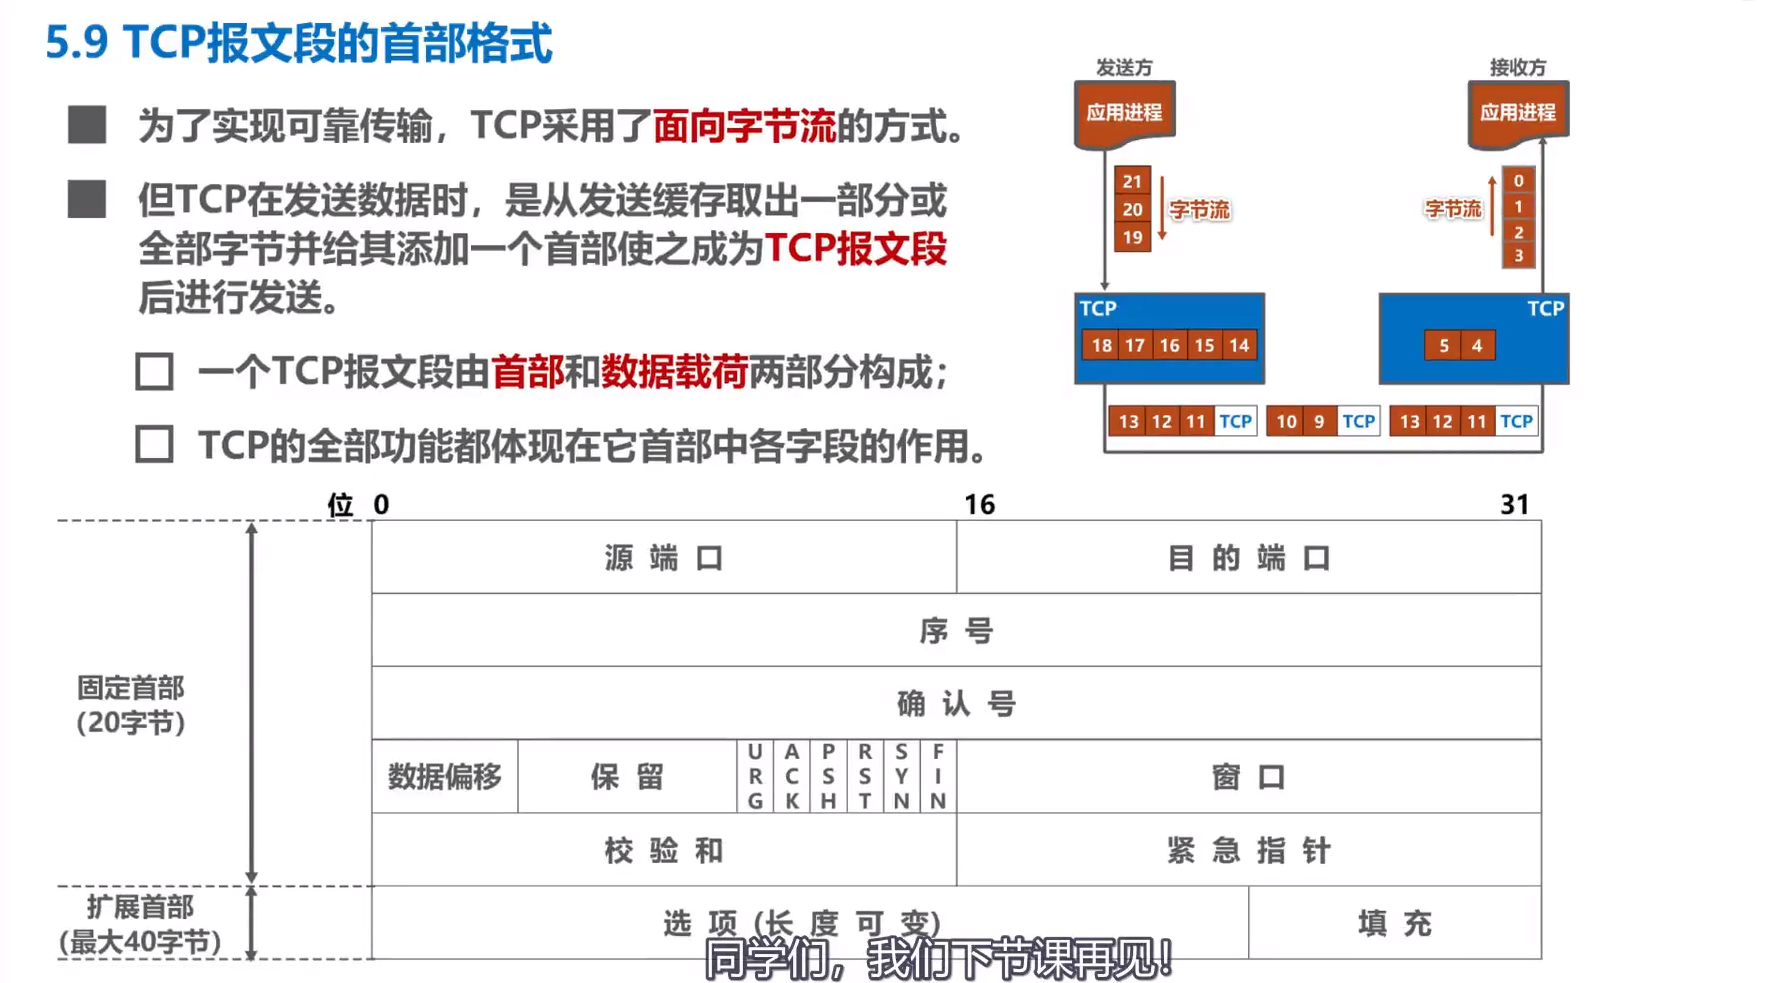 5.9 TCP报文段的首部格式
为了实现可靠传输，TCP采用了面向字节流的方式。
但TCP在发送数据时，是从发送缓存取出一部分或
全部字节并给其添加一个首部使之成为TCP报文段
后进行发送。
一个TCP报文段由首部和数据载荷两部分构成；
TCP的全部功能都体现在它首部中各字段的作用。
发送方
接收方
应用进程
应用进程
21
20
19
字节流
字节流
0
1
2
3
TCP
TCP
18 17 16 15 14
5 4
13 12 11 TCP
10 9 TCP
13 12 11 TCP
位 0 16 31
源端口 目的端口
序号
确认号
固定首部
(20字节)
数据偏移 保留 URG ACK PSH RST SYN FIN 窗口
校验和 紧急指针
扩展首部
(最大40字节)
选项(长度可变) 填充
同学们，我们下节课再见！